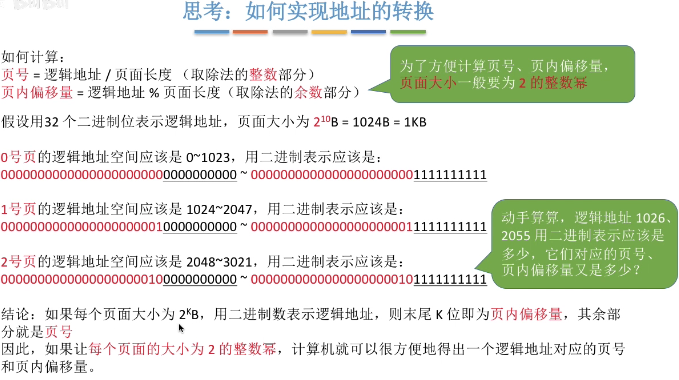 思考：如何实现地址的转换
如何计算：
页号 = 逻辑地址 / 页面长度 （取除法的整数部分）
页内偏移量 = 逻辑地址 % 页面长度（取除法的余数部分）
为了方便计算页号、页内偏移量，
页面大小一般要为 2 的整数幂
假设用32 个二进制位表示逻辑地址，页面大小为 2¹⁰B = 1024B = 1KB
0号页的逻辑地址空间应该是 0~1023，用二进制表示应该是：
00000000000000000000000000000000 ~ 00000000000000000000001111111111
1号页的逻辑地址空间应该是 1024~2047，用二进制表示应该是：
00000000000000000000010000000000 ~ 00000000000000000000011111111111
2号页的逻辑地址空间应该是 2048~3021，用二进制表示应该是：
00000000000000000000100000000000 ~ 00000000000000000000101111111111
动手算算，逻辑地址 1026、
2055 用二进制表示应该是
多少，它们对应的页号、
页内偏移量又是多少？
结论：如果每个页面大小为 2ᴷB，用二进制数表示逻辑地址，则末尾 K 位即为页内偏移量，其余部
分就是页号
因此，如果让每个页面的大小为 2 的整数幂，计算机就可以很方便地得出一个逻辑地址对应的页号
和页内偏移量。